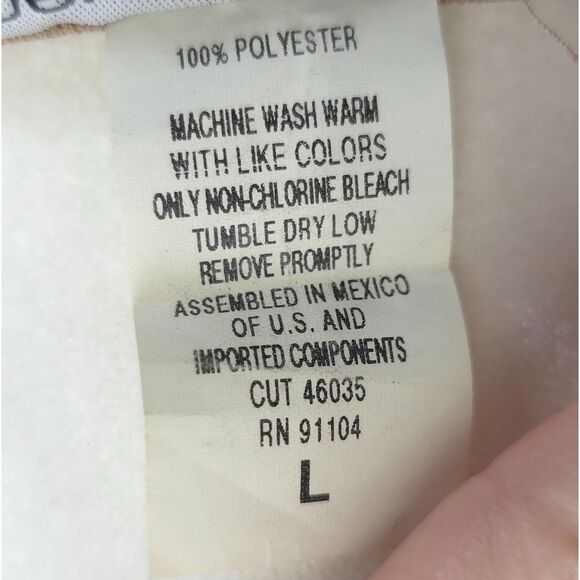 100% POLYESTER
MACHINE WASH WARM
WITH LIKE COLORS
ONLY NON-CHLORINE BLEACH
TUMBLE DRY LOW
REMOVE PROMPTLY
ASSEMBLED IN MEXICO
OF U.S. AND
IMPORTED COMPONENTS
CUT 46035
RN 91104
L